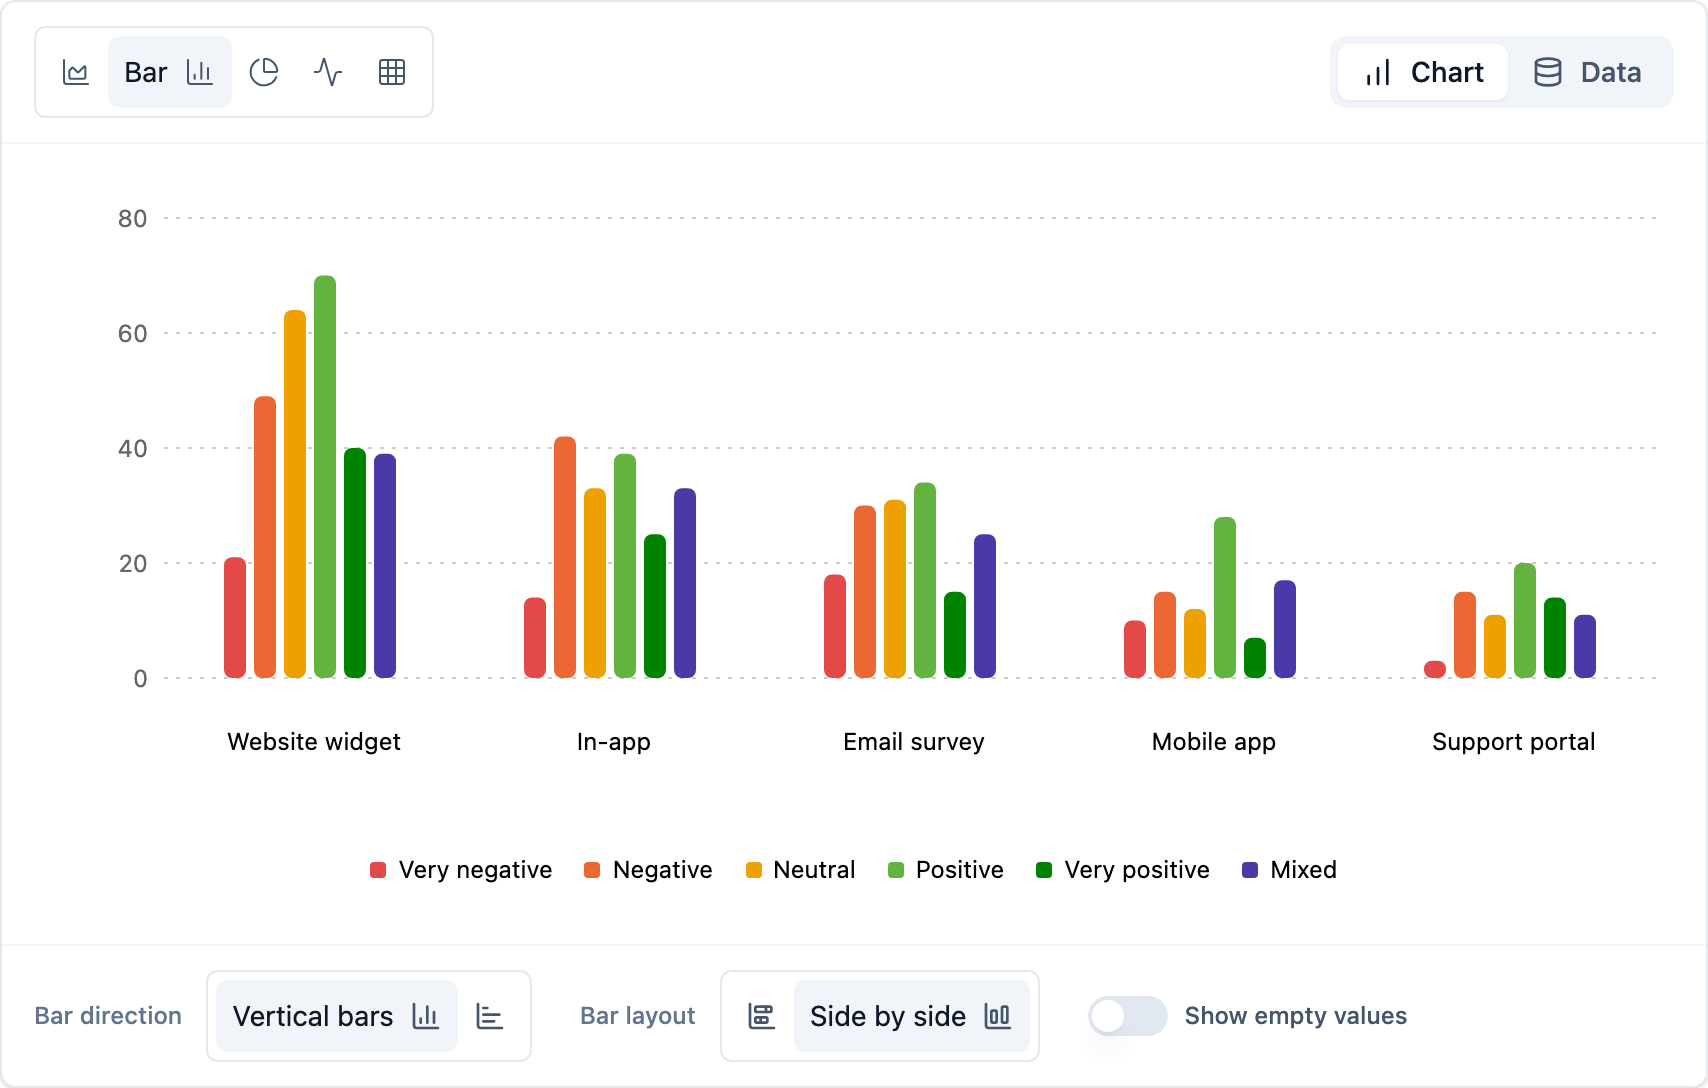 Bar
Chart
Data
80
60
40
20
0
Website widget
In-app
Email survey
Mobile app
Support portal
Very negative
Negative
Neutral
Positive
Very positive
Mixed
Bar direction
Vertical bars
Bar layout
Side by side
Show empty values